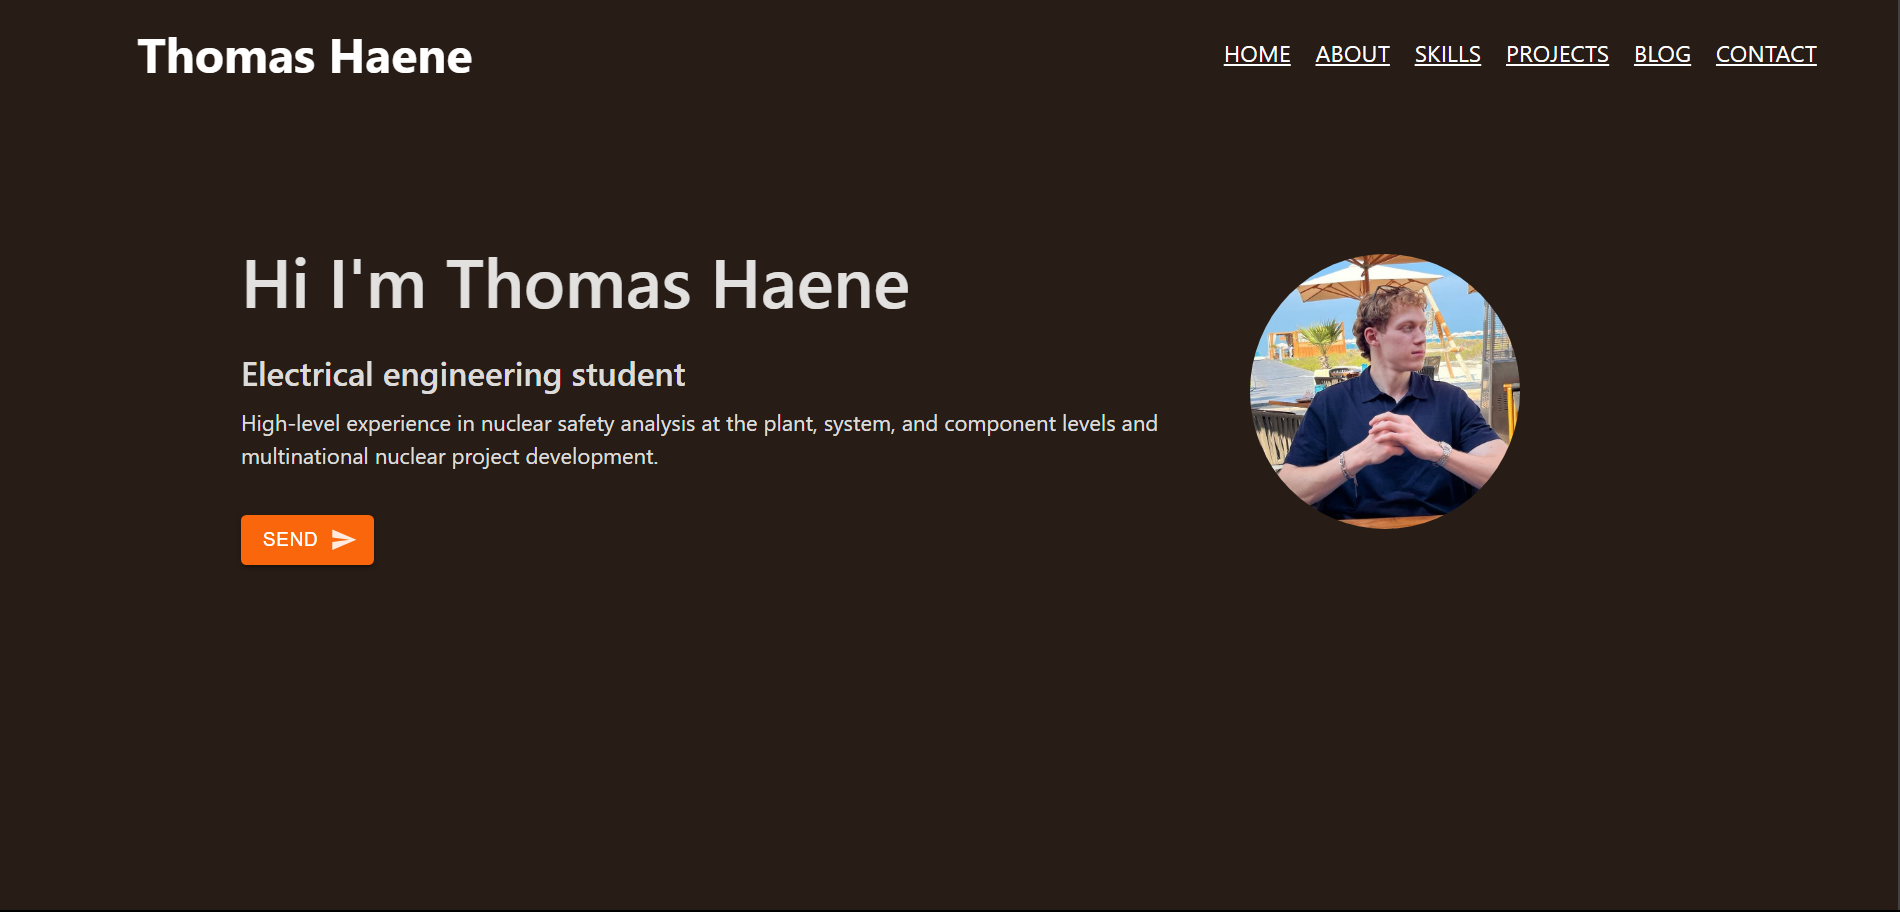 Thomas Haene
HOME ABOUT SKILLS PROJECTS BLOG CONTACT
Hi I'm Thomas Haene
Electrical engineering student
High-level experience in nuclear safety analysis at the plant, system, and component levels and
multinational nuclear project development.
SEND